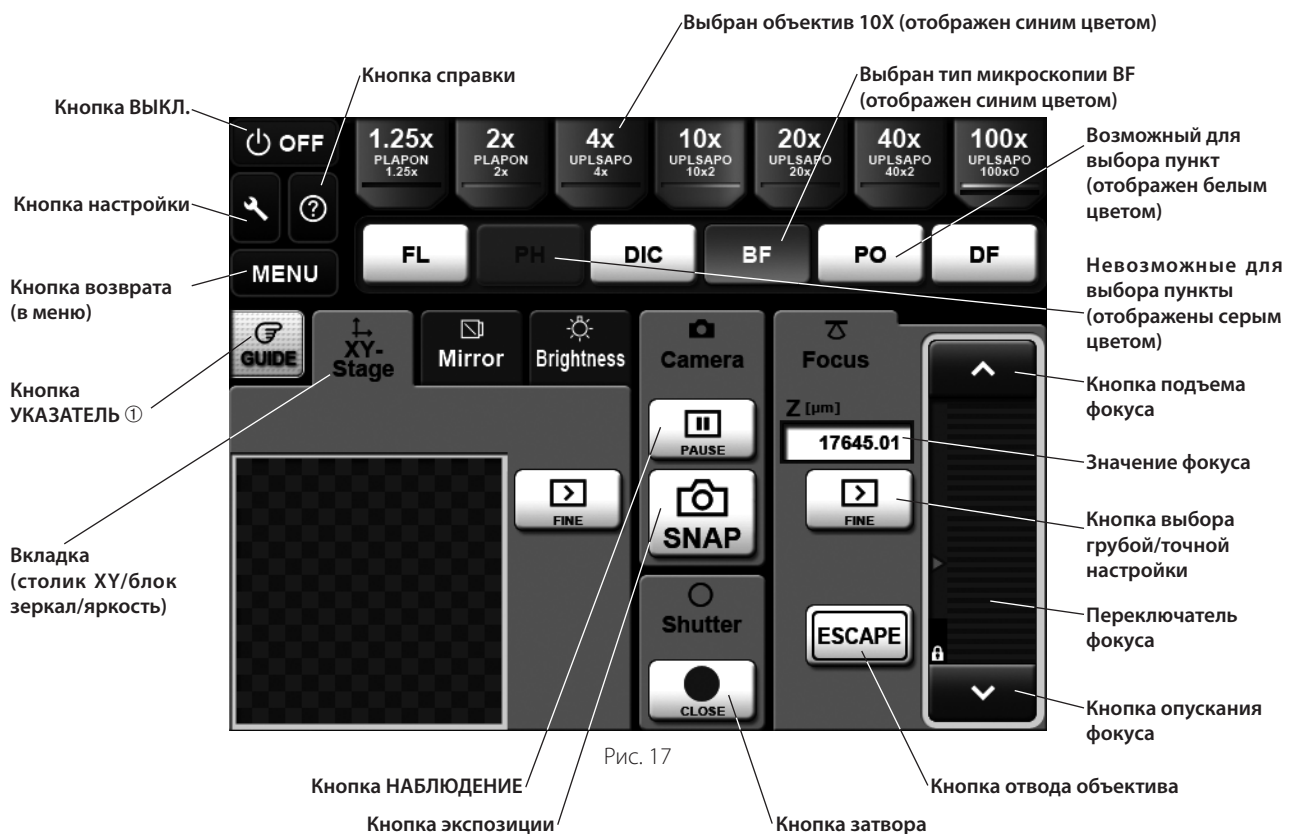 Выбран объектив 10X (отображен синим цветом)
Кнопка справки
Выбран тип микроскопии BF
(отображен синим цветом)
Кнопка ВЫКЛ.
Возможный для
выбора пункт
(отображен белым
цветом)
Кнопка настройки
Кнопка возврата
(в меню)
Невозможные для
выбора пункты
(отображены серым
цветом)
OFF
1.25x
PLAPON
1.25x
2x
PLAPON
2x
4x
UPLSAPO
4x
10x
UPLSAPO
10x2
20x
UPLSAPO
20x
40x
UPLSAPO
40x2
100x
UPLSAPO
100xO
?
MENU
FL
PH
DIC
BF
PO
DF
GUIDE
XY-
Stage
Mirror
Brightness
Camera
Focus
Кнопка
УКАЗАТЕЛЬ ①
Кнопка подъема
фокуса
PAUSE
Z [µm]
17645.01
Значение фокуса
FINE
SNAP
FINE
Кнопка выбора
грубой/точной
настройки
Вкладка
(столик XY/блок
зеркал/яркость)
Shutter
CLOSE
ESCAPE
Переключатель
фокуса
Кнопка опускания
фокуса
Рис. 17
Кнопка НАБЛЮДЕНИЕ
Кнопка отвода объектива
Кнопка экспозиции
Кнопка затвора